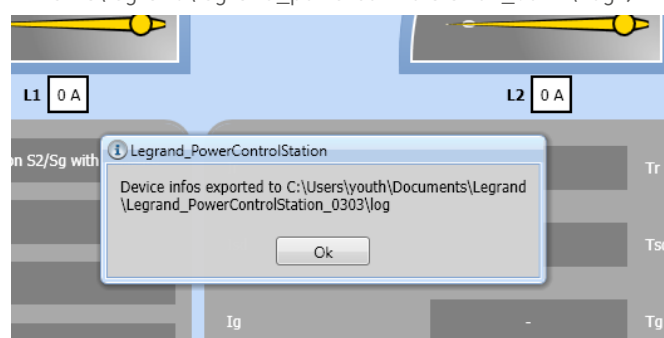 L1 0 A
L2 0 A
Legrand_PowerControlStation
on S2/Sg with
Tr
Device infos exported to C:\Users\youth\Documents\Legrand
\Legrand_PowerControlStation_0303\log
Ok
Ig
-
Tg